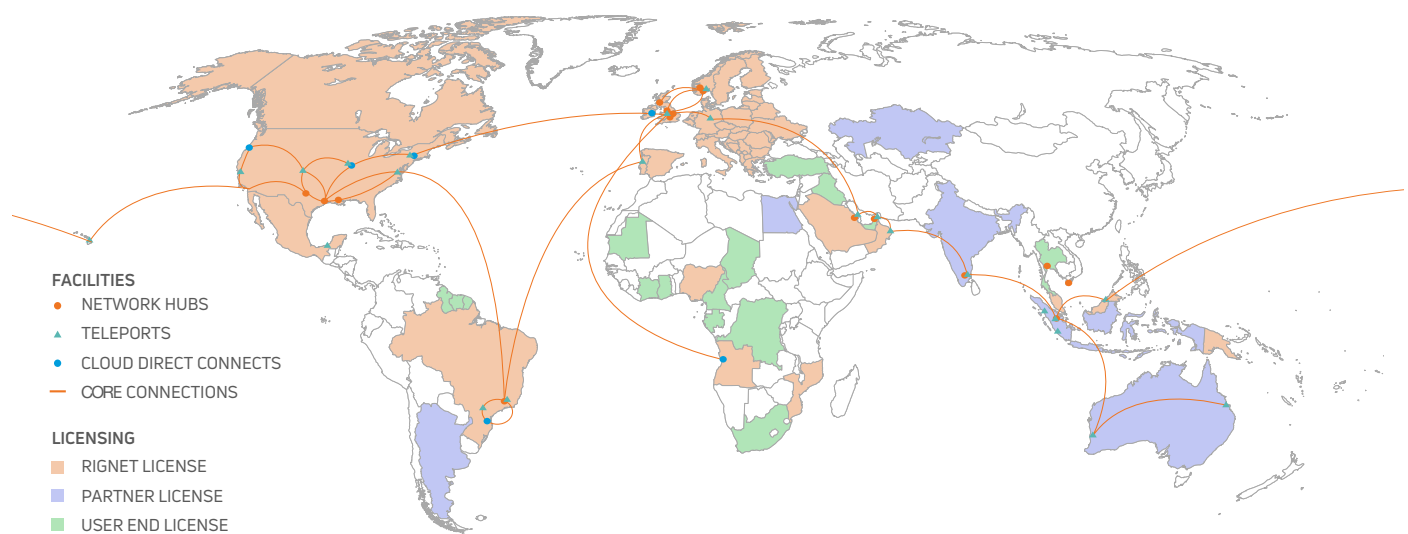 FACILITIES
NETWORK HUBS
TELEPORTS
CLOUD DIRECT CONNECTS
CORE CONNECTIONS
LICENSING
RIGNET LICENSE
PARTNER LICENSE
USER END LICENSE